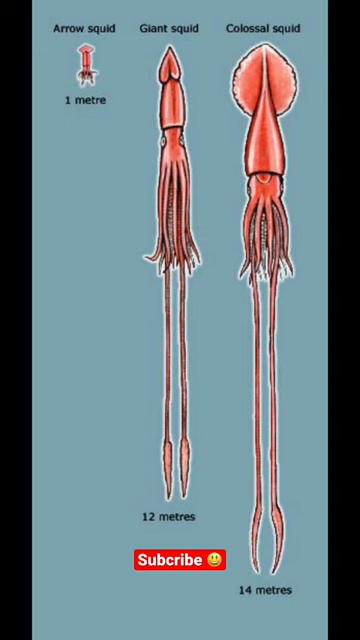 Arrow squid
Giant squid
Colossal squid
1 metre
12 metres
Subcribe 😃
14 metres